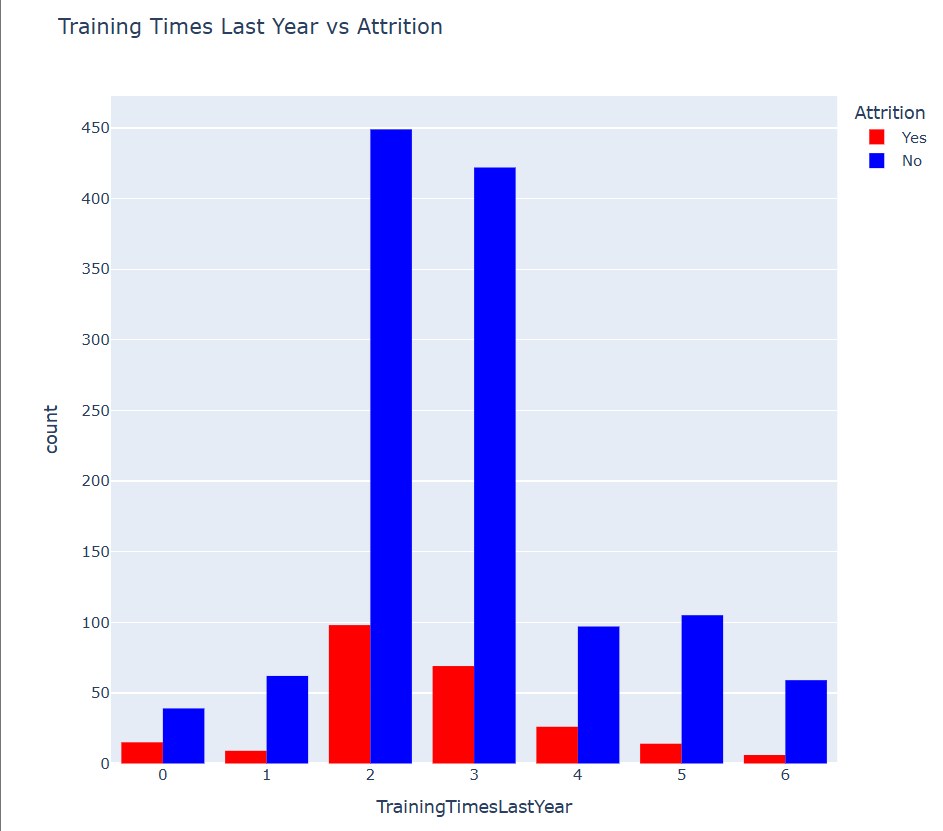 Training Times Last Year vs Attrition
Attrition
Yes
No
450
400
350
300
250
200
150
100
50
0
count
0 1 2 3 4 5 6
TrainingTimesLastYear